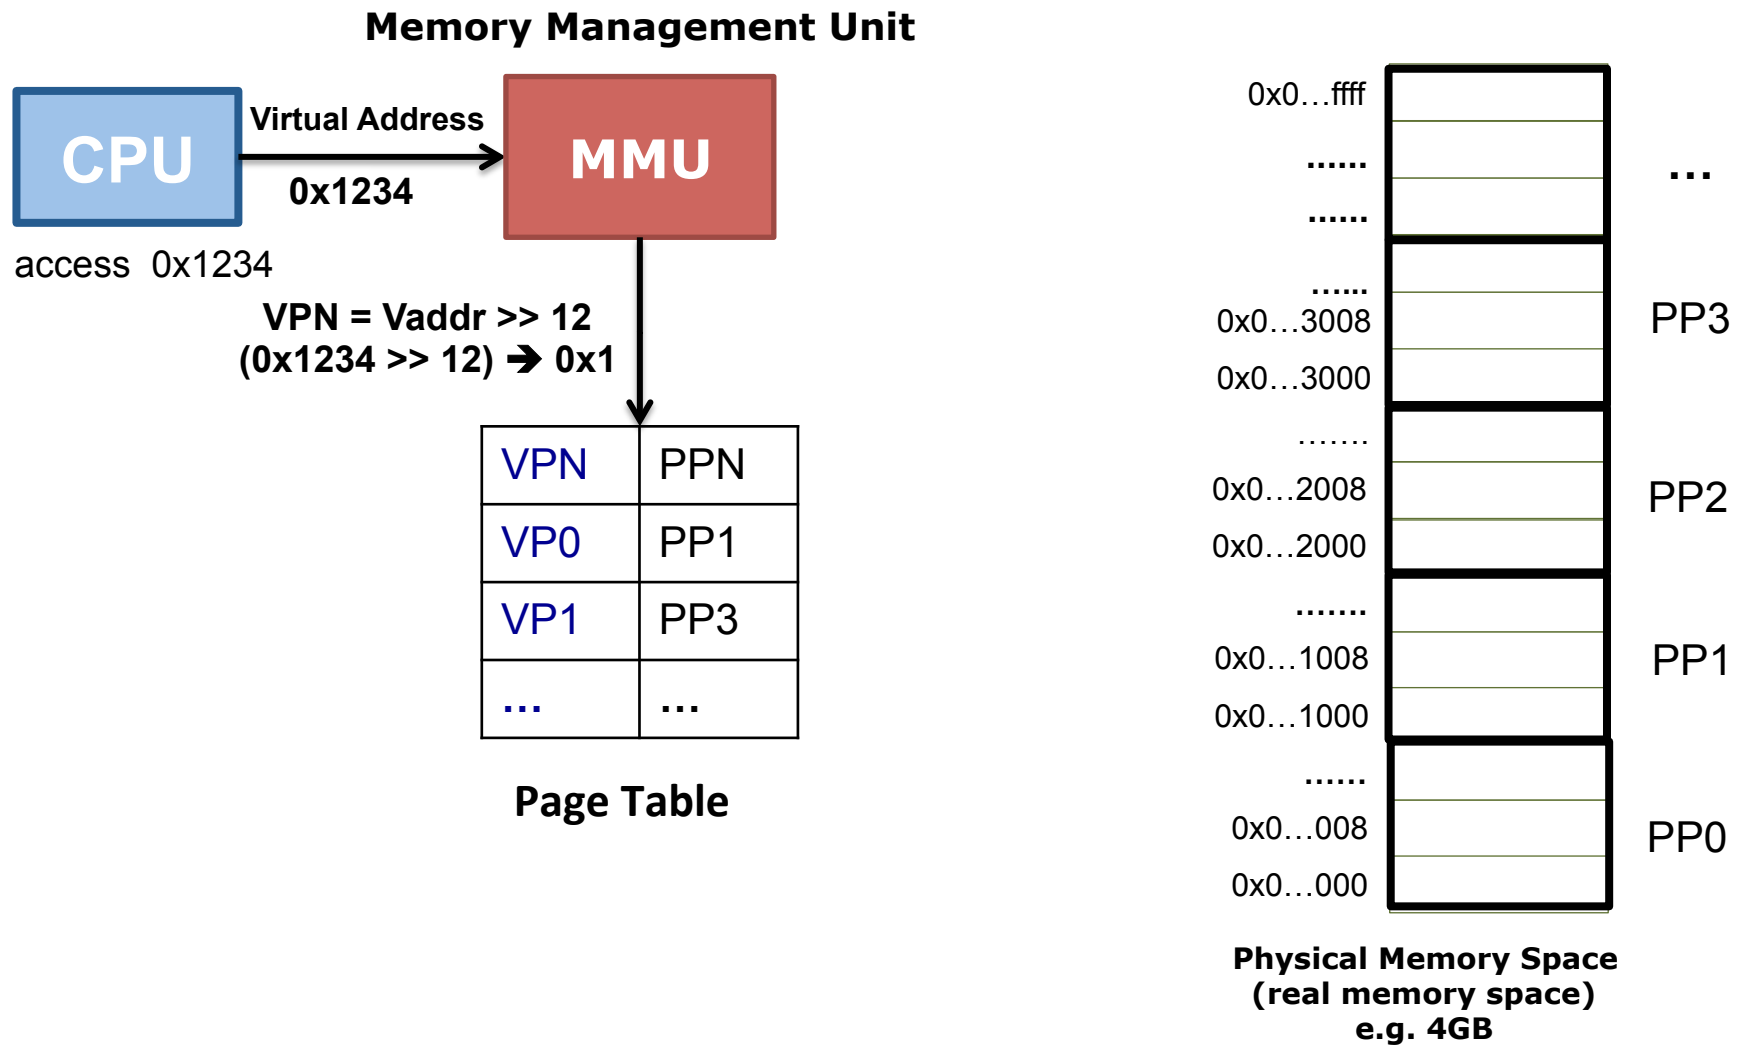 Memory Management Unit
CPU
Virtual Address
0x1234
MMU
access 0x1234
VPN = Vaddr >> 12
(0x1234 >> 12) ➔ 0x1
VPN PPN
VP0 PP1
VP1 PP3
... ...
Page Table
0x0...ffff
......
......
...
......
0x0...3008
0x0...3000
PP3
.......
0x0...2008
0x0...2000
PP2
.......
0x0...1008
0x0...1000
PP1
......
0x0...008
0x0...000
PP0
Physical Memory Space
(real memory space)
e.g. 4GB